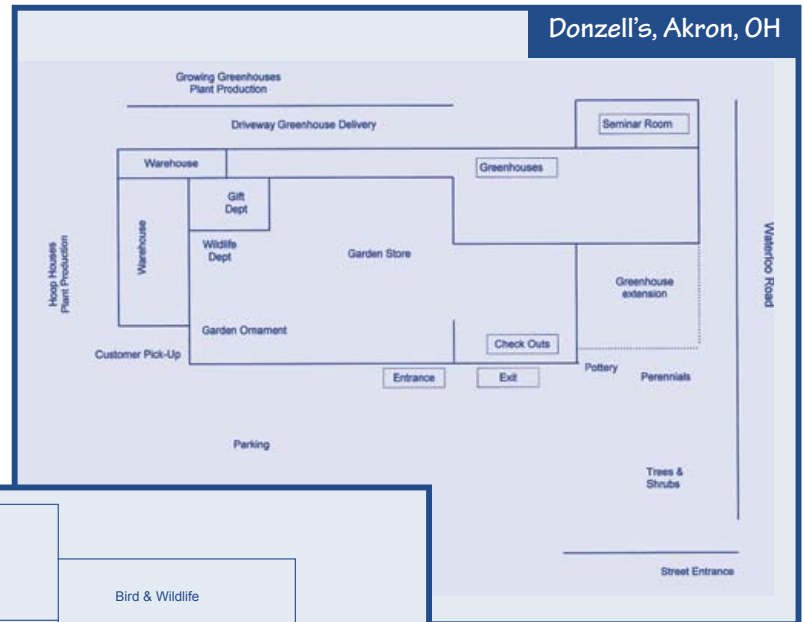 Donzell's, Akron, OH
Growing Greenhouses
Plant Production
Driveway Greenhouse Delivery
Seminar Room
Warehouse
Greenhouses
Gift
Dept
Waterloo Road
Hoop Houses
Plant Production
Warehouse
Wildlife
Dept
Garden Store
Greenhouse
extension
Garden Ornament
Check Outs
Customer Pick-Up
Pottery
Perennials
Entrance
Exit
Parking
Trees &
Shrubs
Street Entrance
Bird & Wildlife